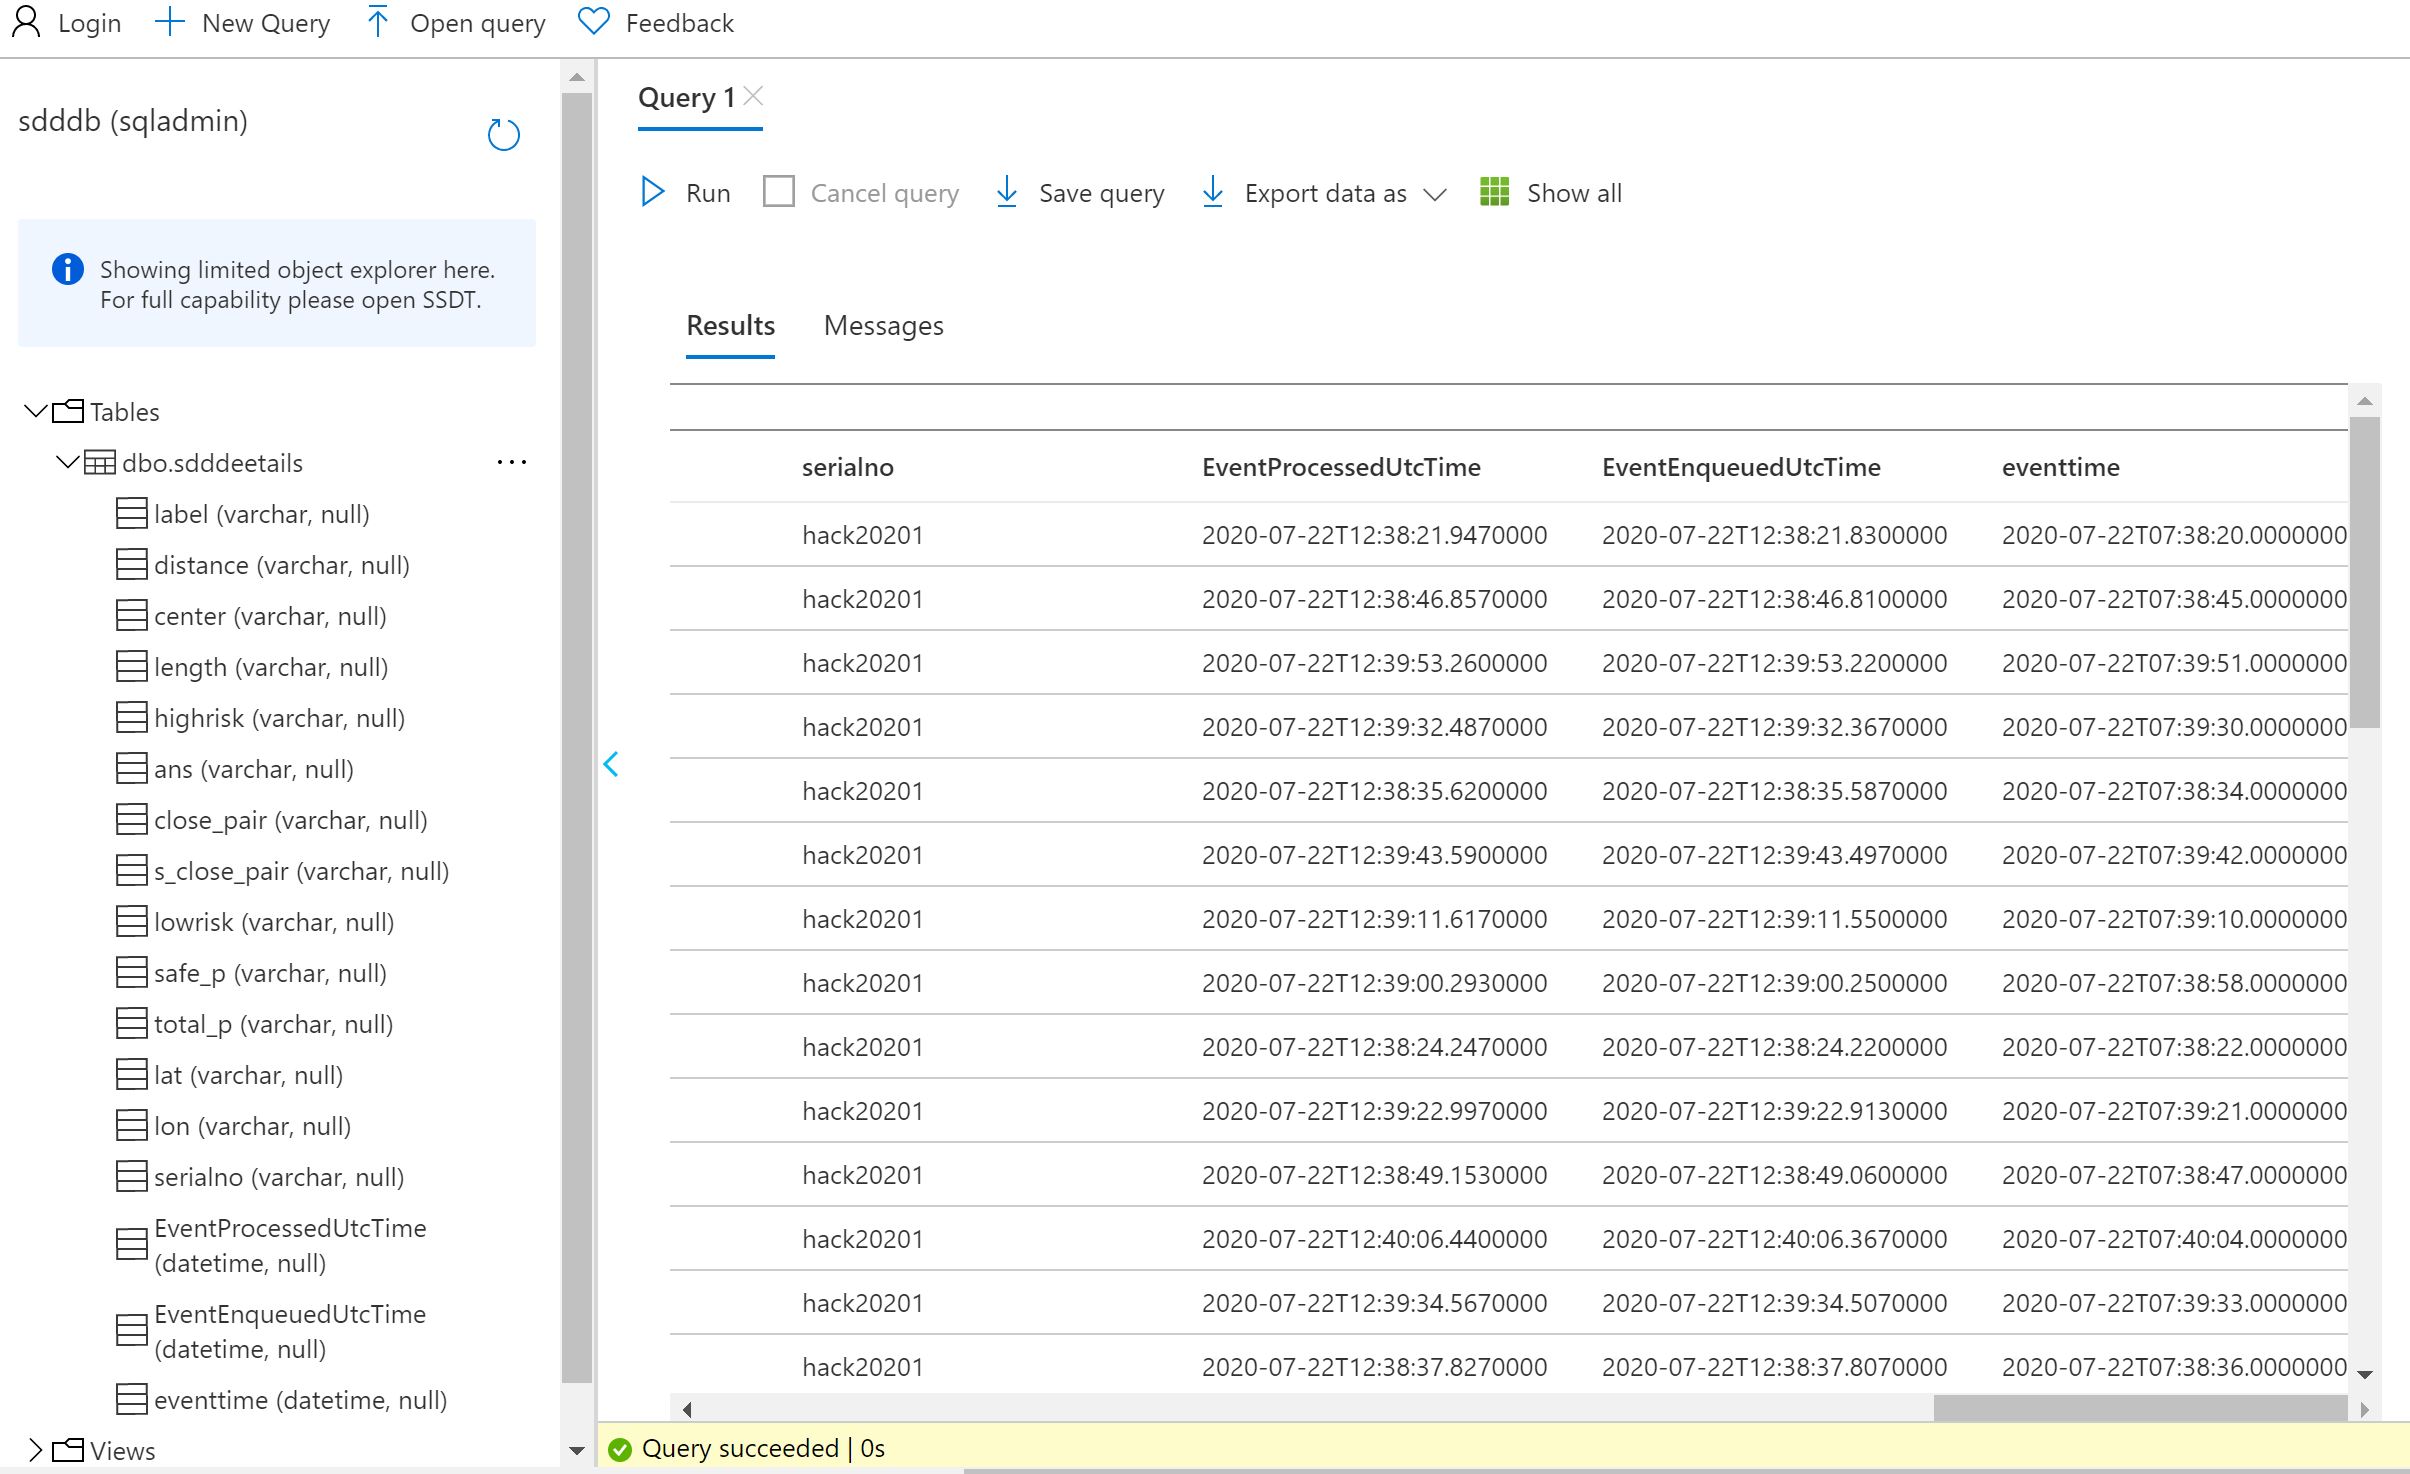 Login New Query Open query Feedback
sdddb (sqladmin)
Showing limited object explorer here.
For full capability please open SSDT.
Tables
dbo.sdddeetails ...
label (varchar, null)
distance (varchar, null)
center (varchar, null)
length (varchar, null)
highrisk (varchar, null)
ans (varchar, null)
close_pair (varchar, null)
s_close_pair (varchar, null)
lowrisk (varchar, null)
safe_p (varchar, null)
total_p (varchar, null)
lat (varchar, null)
lon (varchar, null)
serialno (varchar, null)
EventProcessedUtcTime
(datetime, null)
EventEnqueuedUtcTime
(datetime, null)
eventtime (datetime, null)
Views
Query 1
Run Cancel query Save query Export data as Show all
Results Messages
serialno EventProcessedUtcTime EventEnqueuedUtcTime eventtime
hack20201 2020-07-22T12:38:21.9470000 2020-07-22T12:38:21.8300000 2020-07-22T07:38:20.0000000
hack20201 2020-07-22T12:38:46.8570000 2020-07-22T12:38:46.8100000 2020-07-22T07:38:45.0000000
hack20201 2020-07-22T12:39:53.2600000 2020-07-22T12:39:53.2200000 2020-07-22T07:39:51.0000000
hack20201 2020-07-22T12:39:32.4870000 2020-07-22T12:39:32.3670000 2020-07-22T07:39:30.0000000
hack20201 2020-07-22T12:38:35.6200000 2020-07-22T12:38:35.5870000 2020-07-22T07:38:34.0000000
hack20201 2020-07-22T12:39:43.5900000 2020-07-22T12:39:43.4970000 2020-07-22T07:39:42.0000000
hack20201 2020-07-22T12:39:11.6170000 2020-07-22T12:39:11.5500000 2020-07-22T07:39:10.0000000
hack20201 2020-07-22T12:39:00.2930000 2020-07-22T12:39:00.2500000 2020-07-22T07:38:58.0000000
hack20201 2020-07-22T12:38:24.2470000 2020-07-22T12:38:24.2200000 2020-07-22T07:38:22.0000000
hack20201 2020-07-22T12:39:22.9970000 2020-07-22T12:39:22.9130000 2020-07-22T07:39:21.0000000
hack20201 2020-07-22T12:38:49.1530000 2020-07-22T12:38:49.0600000 2020-07-22T07:38:47.0000000
hack20201 2020-07-22T12:40:06.4400000 2020-07-22T12:40:06.3670000 2020-07-22T07:40:04.0000000
hack20201 2020-07-22T12:39:34.5670000 2020-07-22T12:39:34.5070000 2020-07-22T07:39:33.0000000
hack20201 2020-07-22T12:38:37.8270000 2020-07-22T12:38:37.8070000 2020-07-22T07:38:36.0000000
Query succeeded | 0s